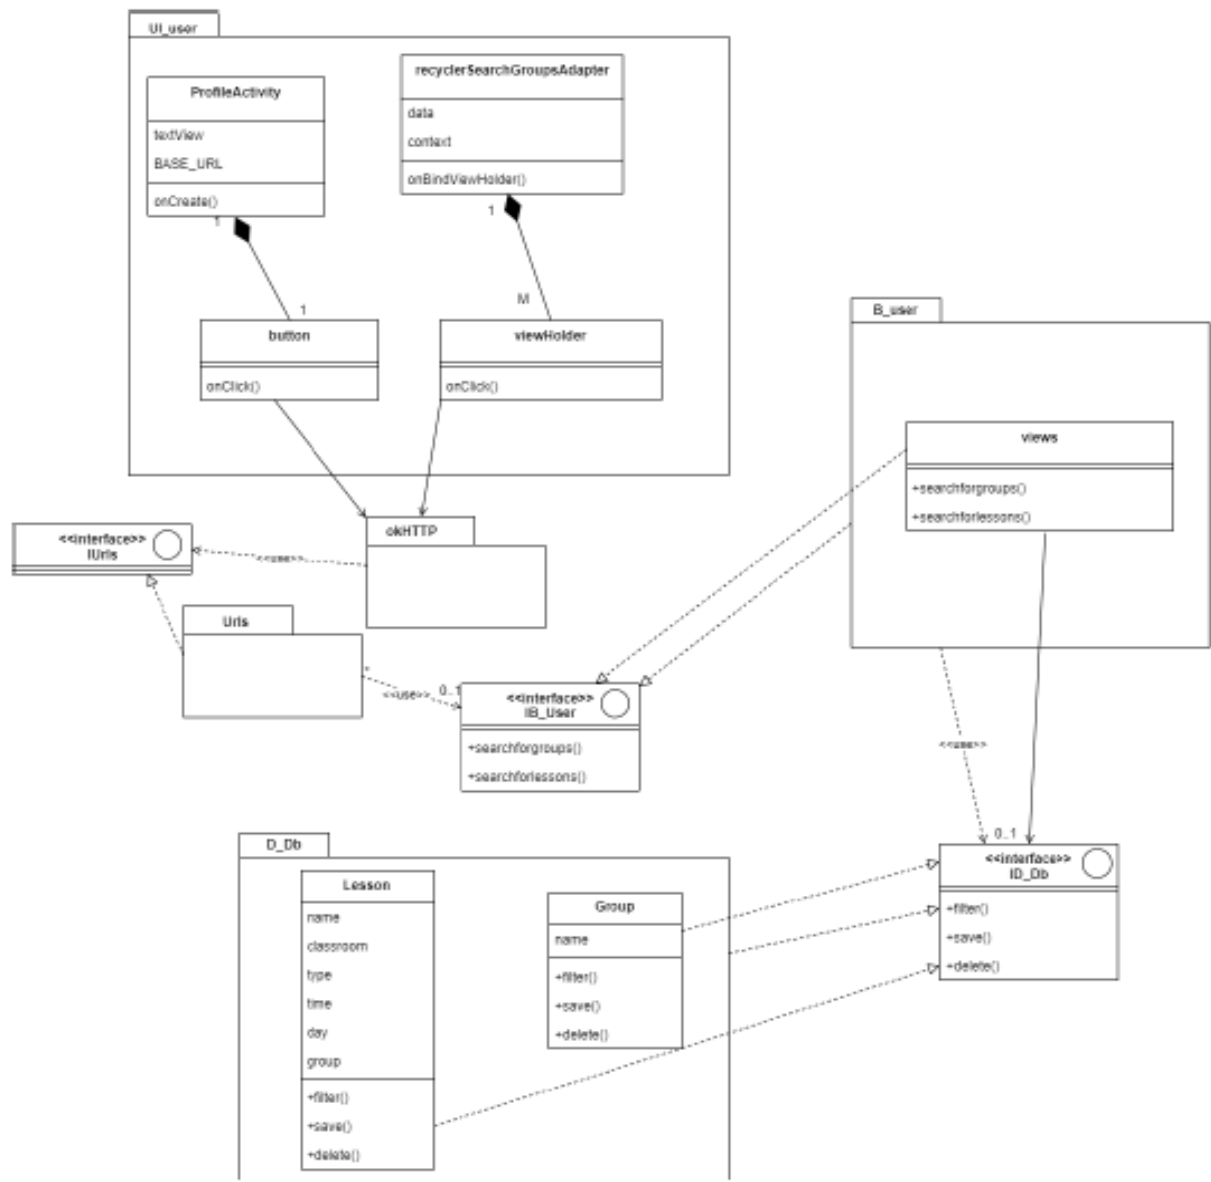 UI_user
ProfileActivity
textView
BASE_URL
onCreate()
1
1
recyclerSearchGroupsAdapter
data
context
onBindViewHolder()
1
M
button
onClick()
viewHolder
onClick()
B_user
views
+searchforgroups()
+searchforlessons()
<<interface>>
IUrls
<<use>>
okHTTP
Urls
*
<<use>>
0..1
<<interface>>
IB_User
+searchforgroups()
+searchforlessons()
<<use>>
0..1
<<interface>>
ID_Db
+filter()
+save()
+delete()
D_Db
Lesson
name
classroom
type
time
day
group
+filter()
+save()
+delete()
Group
name
+filter()
+save()
+delete()